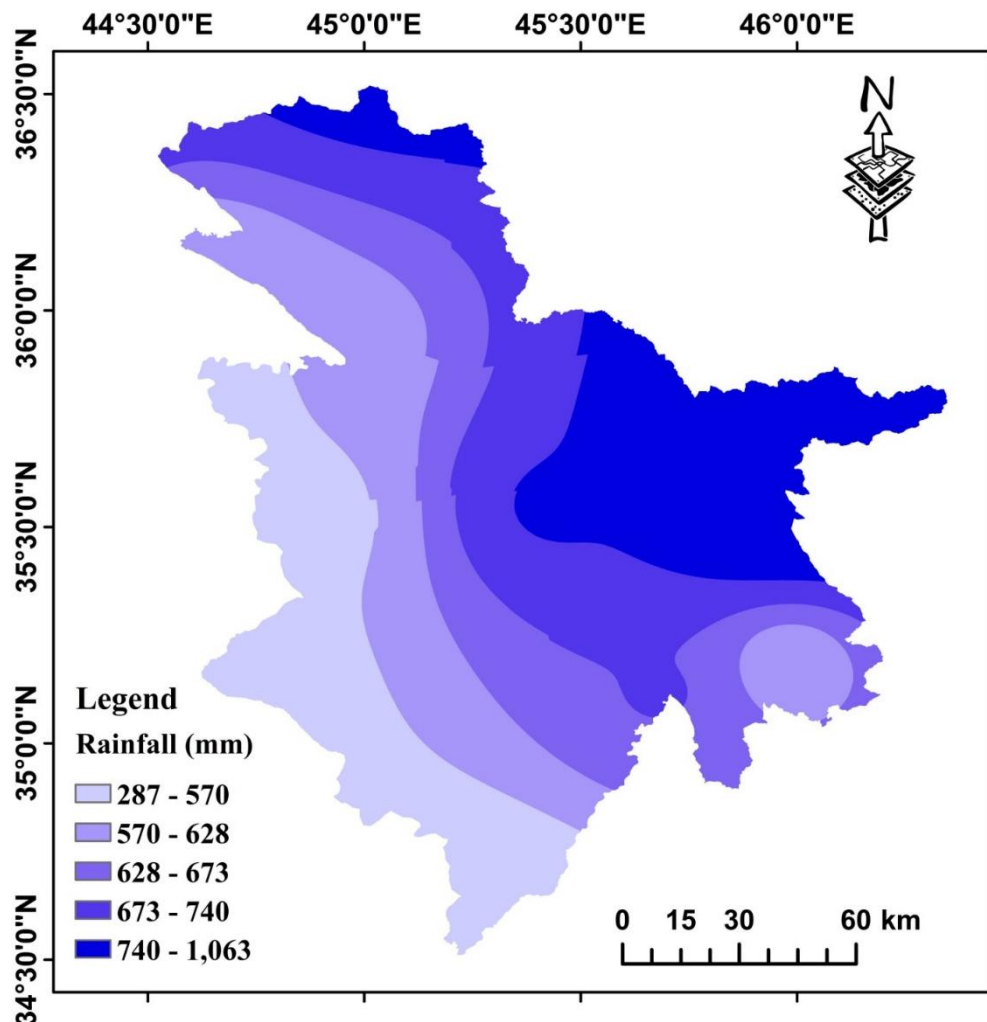 44°30'0"E 45°0'0"E 45°30'0"E 46°0'0"E
36°30'0"N
36°0'0"N
35°30'0"N
35°0'0"N
34°30'0"N
N
Legend
Rainfall (mm)
287 - 570
570 - 628
628 - 673
673 - 740
740 - 1,063
0 15 30 60 km